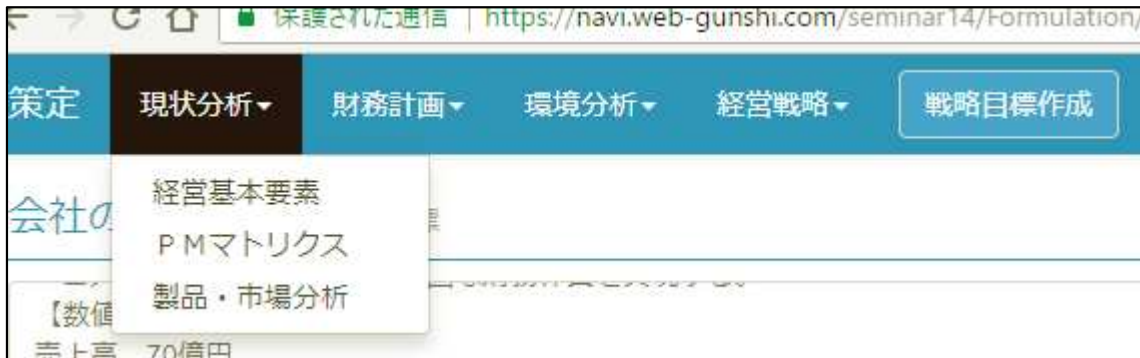 保護された通信 | https://navi.web-gunshi.com/seminar14/Formulation/
策定 現状分析▾ 財務計画▾ 環境分析▾ 経営戦略▾ 戦略目標作成
会社の
経営基本要素
ＰＭマトリクス
製品・市場分析
【数値
売上高 70億円